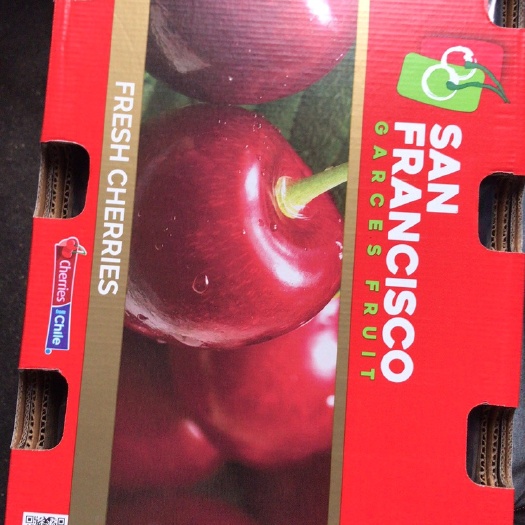 SAN
FRANCISCO
GARCES FRUIT
FRESH CHERRIES
Cherries
Chile